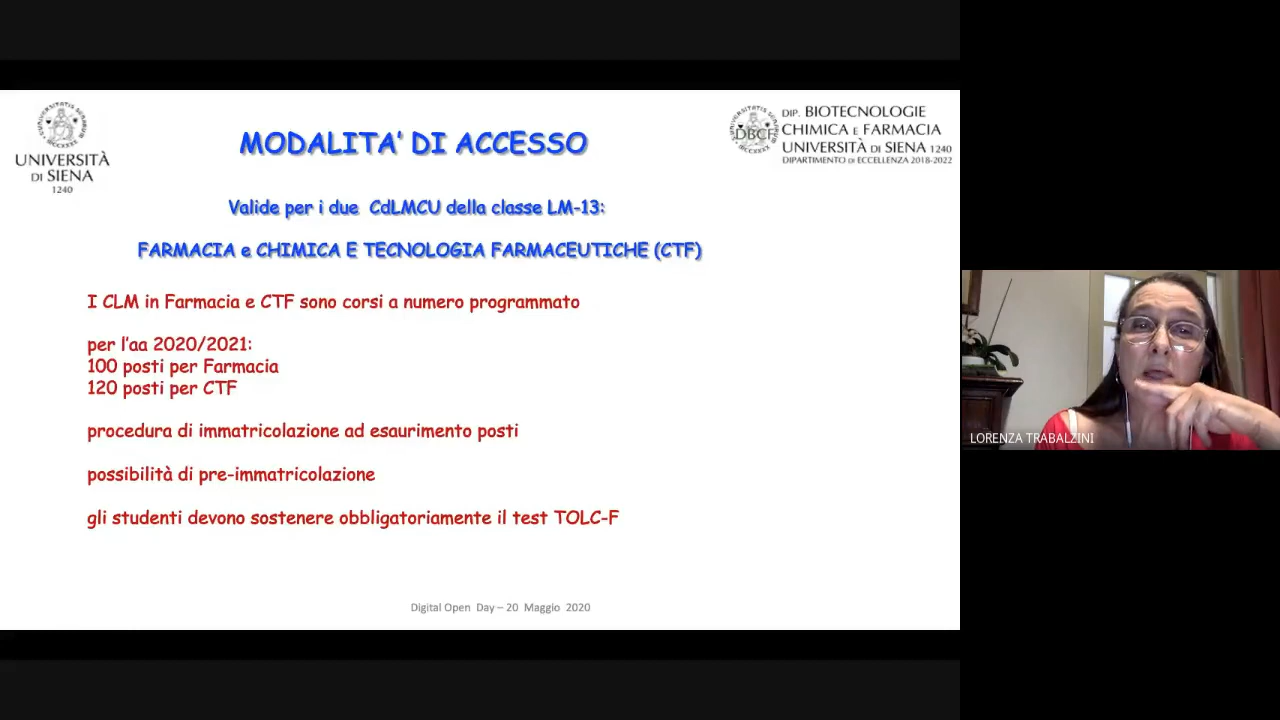 UNIVERSITÀ
DI SIENA
1240
MODALITA' DI ACCESSO
DBCF
DIP. BIOTECNOLOGIE
CHIMICA E FARMACIA
UNIVERSITÀ DI SIENA 1240
DIPARTIMENTO DI ECCELLENZA 2018-2022
Valide per i due CdLMCU della classe LM-13:
FARMACIA e CHIMICA E TECNOLOGIA FARMACEUTICHE (CTF)
I CLM in Farmacia e CTF sono corsi a numero programmato
per l'aa 2020/2021:
100 posti per Farmacia
120 posti per CTF
procedura di immatricolazione ad esaurimento posti
possibilità di pre-immatricolazione
gli studenti devono sostenere obbligatoriamente il test TOLC-F
Digital Open Day – 20 Maggio 2020
LORENZA TRABALZINI